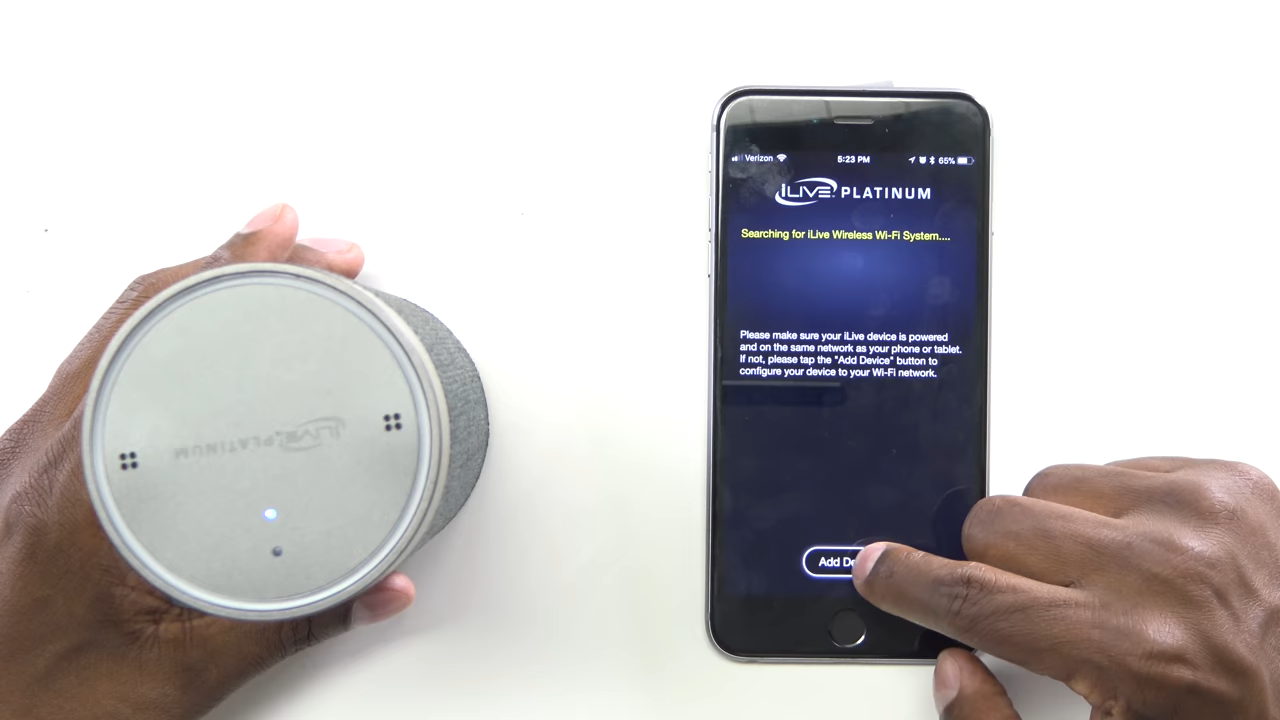 iLIVE PLATINUM
Verizon 5:23 PM 65%
iLIVE PLATINUM
Searching for iLive Wireless Wi-Fi System....
Please make sure your iLive device is powered
and on the same network as your phone or tablet.
If not, please tap the "Add Device" button to
configure your device to your Wi-Fi network.
Add De